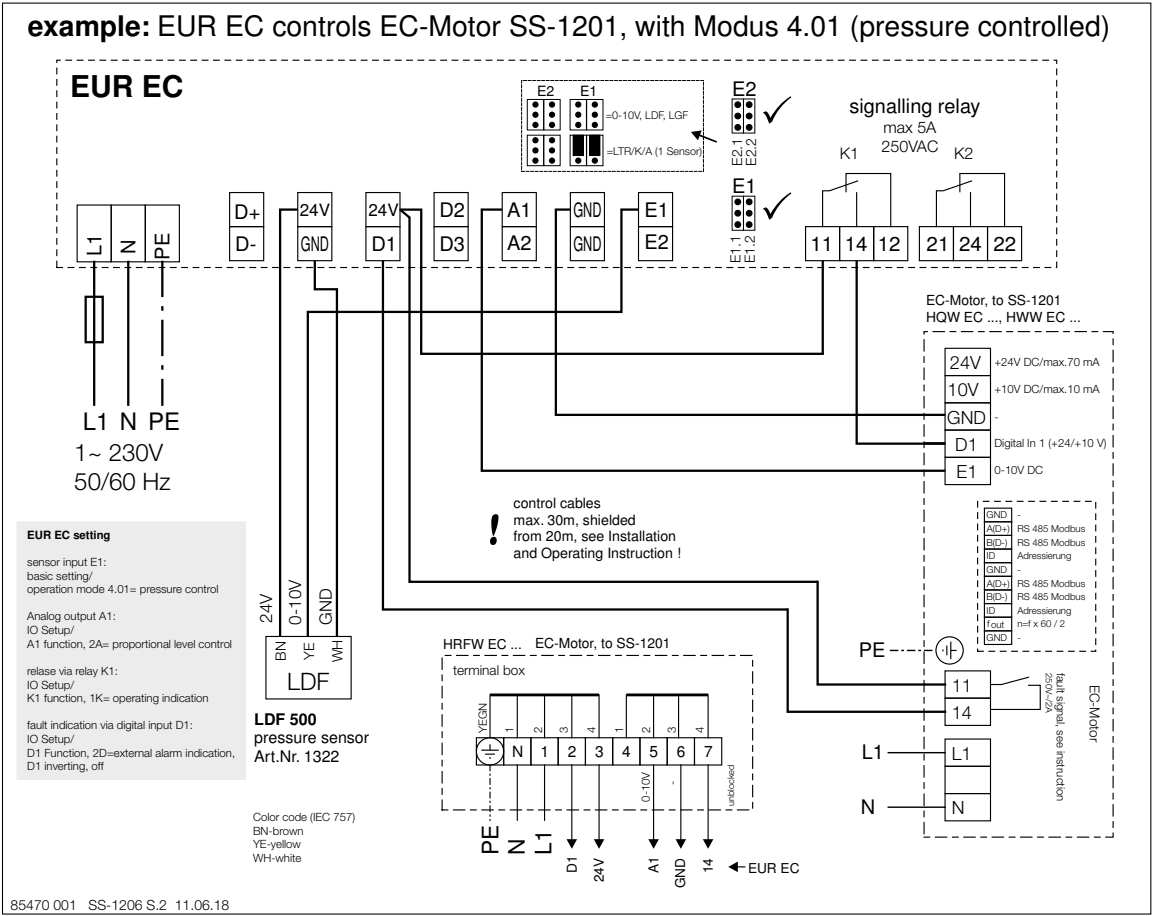 example: EUR EC controls EC-Motor SS-1201, with Modus 4.01 (pressure controlled)
EUR EC
E2 E1
=0-10V, LDF, LGF
=LTR/K/A (1 Sensor)
E2
E2.1
E2.2
E1
E1.1
E1.2
signalling relay
max 5A
250VAC
K1 K2
L1 N PE
D+ 24V 24V D2 A1 GND E1
D- GND D1 D3 A2 GND E2
11 14 12 21 24 22
L1 N PE
1~ 230V
50/60 Hz
EC-Motor, to SS-1201
HQW EC ..., HWW EC ...
24V +24V DC/max.70 mA
10V +10V DC/max.10 mA
GND -
D1 Digital In 1 (+24/+10 V)
E1 0-10V DC
GND -
A(D+) RS 485 Modbus
B(D-) RS 485 Modbus
ID Adressierung
GND -
A(D+) RS 485 Modbus
B(D-) RS 485 Modbus
ID Adressierung
fout n=f x 60 / 2
GND -
PE
11
14
fault signal, see instruction
250V~/2A
EC-Motor
L1 L1
N N
! control cables
max. 30m, shielded
from 20m, see Installation
and Operating Instruction !
EUR EC setting
sensor input E1:
basic setting/
operation mode 4.01= pressure control
Analog output A1:
IO Setup/
A1 function, 2A= proportional level control
relase via relay K1:
IO Setup/
K1 function, 1K= operating indication
fault indication via digital input D1:
IO Setup/
D1 Function, 2D=external alarm indication,
D1 inverting, off
24V 0-10V GND
BN YE WH
LDF
LDF 500
pressure sensor
Art.Nr. 1322
Color code (IEC 757)
BN-brown
YE-yellow
WH-white
HRFW EC ... EC-Motor, to SS-1201
terminal box
YEGN 1 2 3 4 1 2 3 4
N 1 2 3 4 5 6 7
0-10V - unblocked
PE N L1 D1 24V A1 GND 14 EUR EC
85470 001 SS-1206 S.2 11.06.18